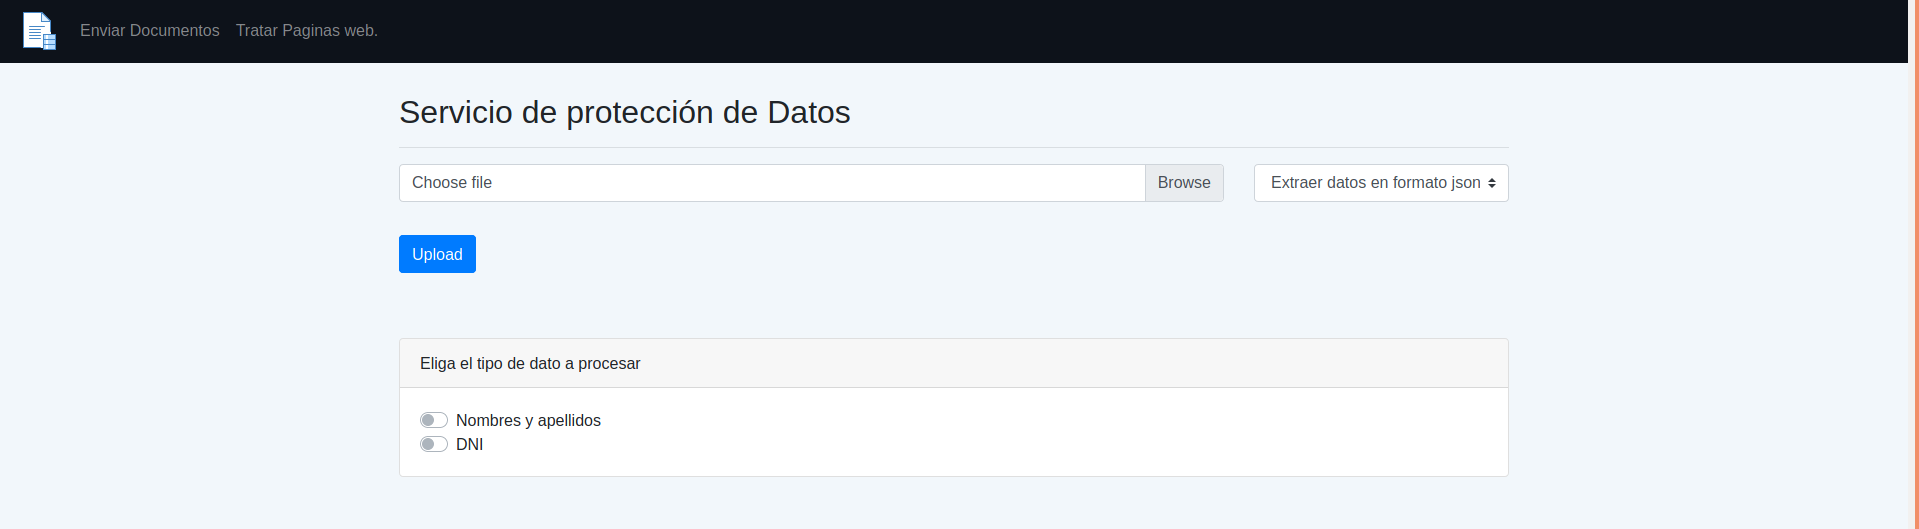 Enviar Documentos Tratar Paginas web.
Servicio de protección de Datos
Choose file Browse Extraer datos en formato json
Upload
Eliga el tipo de dato a procesar
Nombres y apellidos
DNI